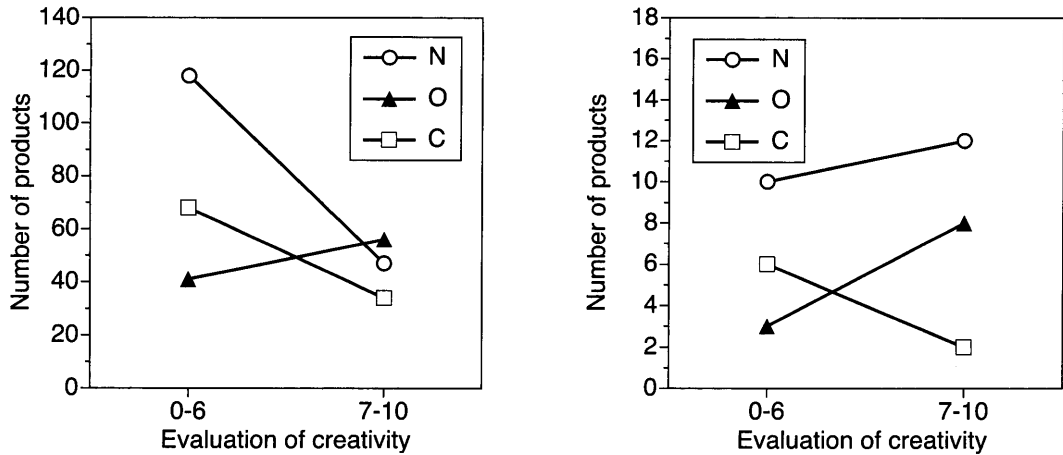 140
120
100
80
60
40
20
0
Number of products
N
O
C
0-6
7-10
Evaluation of creativity
18
16
14
12
10
8
6
4
2
0
Number of products
N
O
C
0-6
7-10
Evaluation of creativity